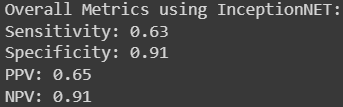 Overall Metrics using InceptionNET:
Sensitivity: 0.63
Specificity: 0.91
PPV: 0.65
NPV: 0.91